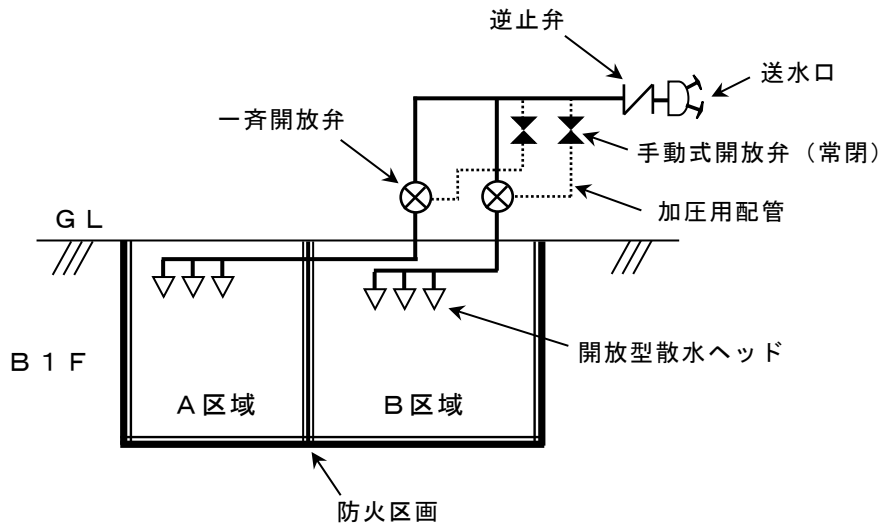 逆止弁
送水口
一斉開放弁
手動式開放弁（常閉）
加圧用配管
ＧＬ
開放型散水ヘッド
Ｂ１Ｆ
Ａ区域
Ｂ区域
防火区画